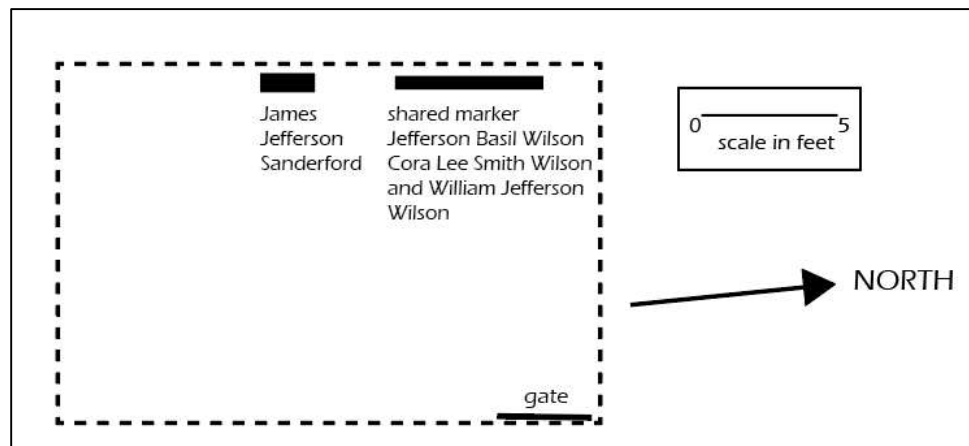 James
Jefferson
Sanderford
shared marker
Jefferson Basil Wilson
Cora Lee Smith Wilson
and William Jefferson
Wilson
0 5
scale in feet
NORTH
gate